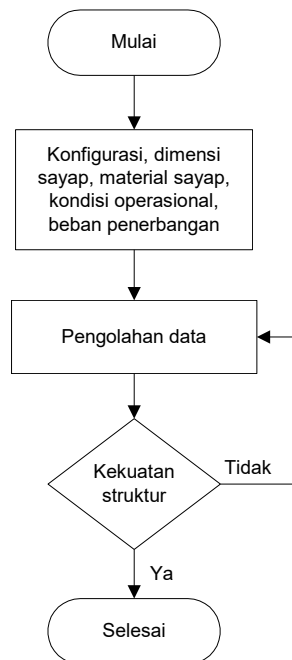 Mulai
Konfigurasi, dimensi
sayap, material sayap,
kondisi operasional,
beban penerbangan
Pengolahan data
Kekuatan
struktur
Tidak
Ya
Selesai